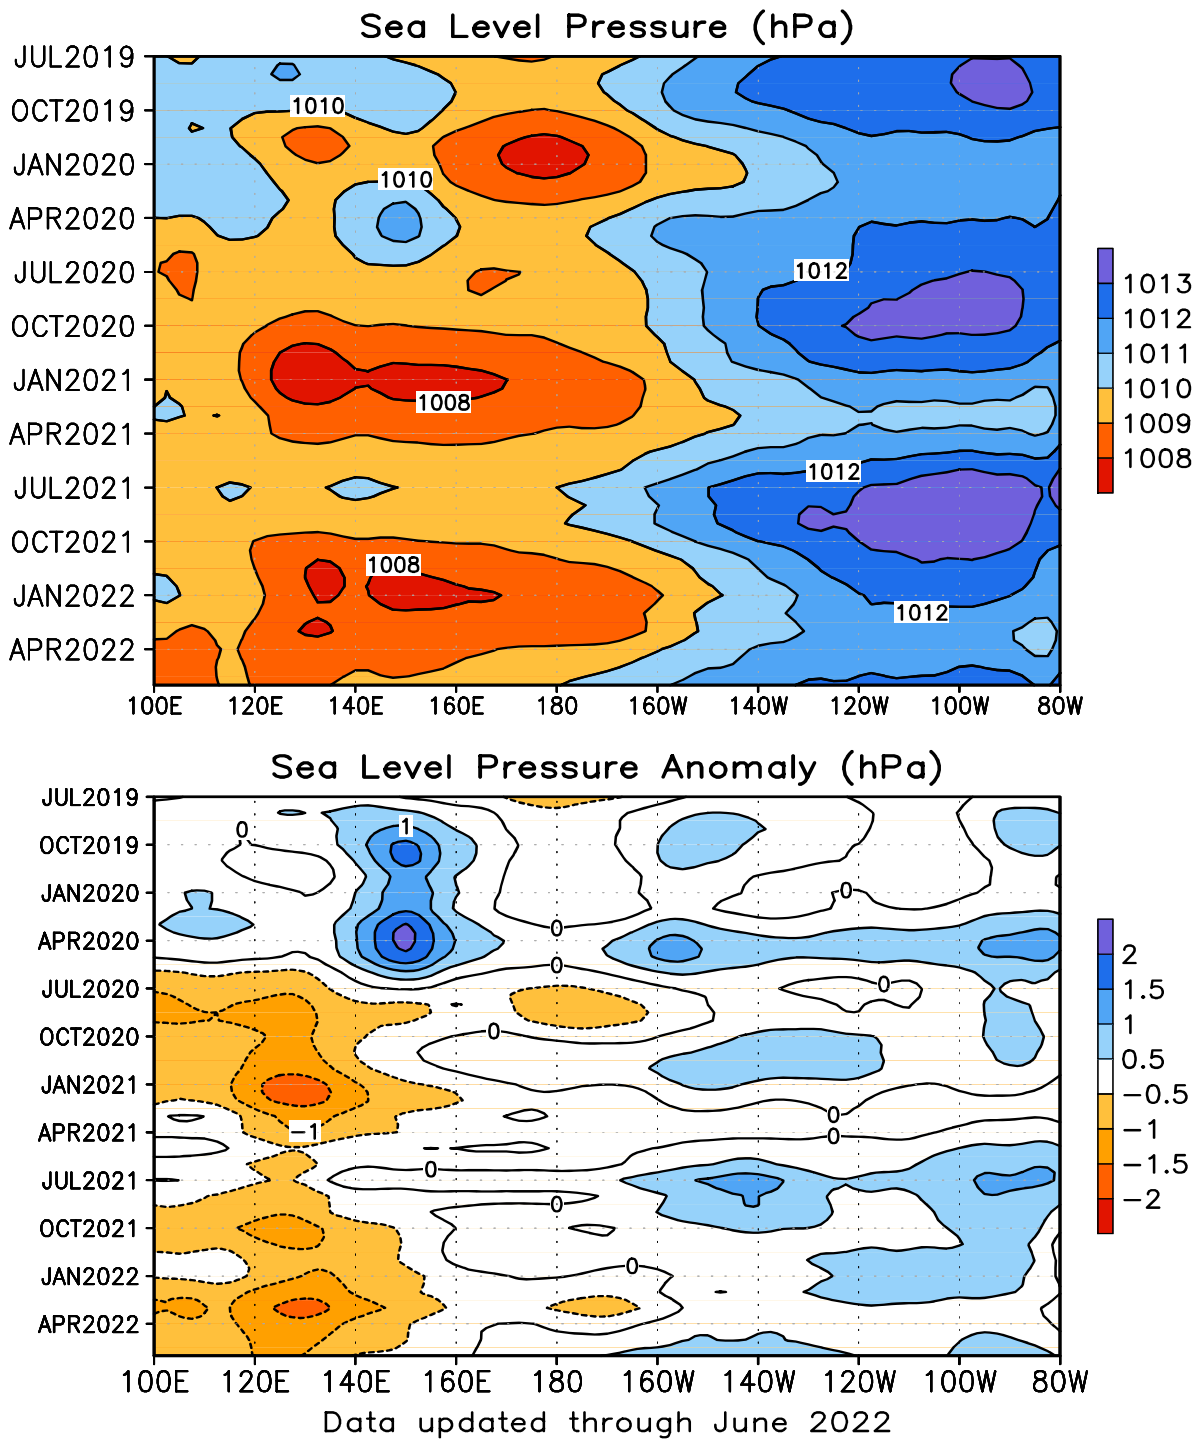 Sea Level Pressure (hPa)
JUL2019
OCT2019
JAN2020
APR2020
JUL2020
OCT2020
JAN2021
APR2021
JUL2021
OCT2021
JAN2022
APR2022
1010
1010
1012
1008
1012
1008
1012
100E 120E 140E 160E 180 160W 140W 120W 100W 80W
1013
1012
1011
1010
1009
1008
Sea Level Pressure Anomaly (hPa)
JUL2019
OCT2019
JAN2020
APR2020
JUL2020
OCT2020
JAN2021
APR2021
JUL2021
OCT2021
JAN2022
APR2022
1
0
0
0
0
0
0
0
-1
0
0
0
0
100E 120E 140E 160E 180 160W 140W 120W 100W 80W
2
1.5
1
0.5
-0.5
-1
-1.5
-2
Data updated through June 2022